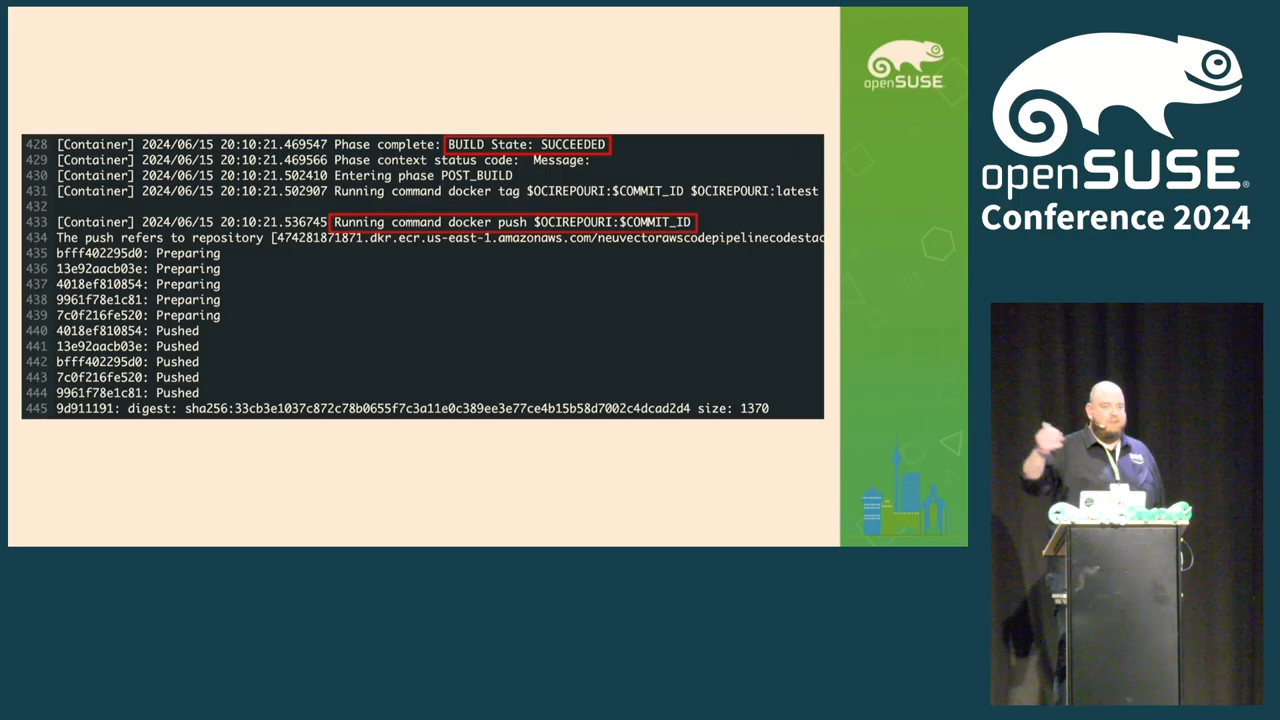 428 [Container] 2024/06/15 20:10:21.469547 Phase complete: BUILD State: SUCCEEDED
429 [Container] 2024/06/15 20:10:21.469566 Phase context status code:  Message:
430 [Container] 2024/06/15 20:10:21.502410 Entering phase POST_BUILD
431 [Container] 2024/06/15 20:10:21.502907 Running command docker tag $OCIREPOURI:$COMMIT_ID $OCIREPOURI:latest
432
433 [Container] 2024/06/15 20:10:21.536745 Running command docker push $OCIREPOURI:$COMMIT_ID
434 The push refers to repository [474281871871.dkr.ecr.us-east-1.amazonaws.com/neuvectorawscodepipelinecodestac
435 bfff402295d0: Preparing
436 13e92aacb03e: Preparing
437 4018ef810854: Preparing
438 9961f78e1c81: Preparing
439 7c0f216fe520: Preparing
440 4018ef810854: Pushed
441 13e92aacb03e: Pushed
442 bfff402295d0: Pushed
443 7c0f216fe520: Pushed
444 9961f78e1c81: Pushed
445 9d911191: digest: sha256:33cb3e1037c872c78b0655f7c3a11e0c389ee3e77ce4b15b58d7002c4dcad2d4 size: 1370
openSUSE
openSUSE
Conference 2024